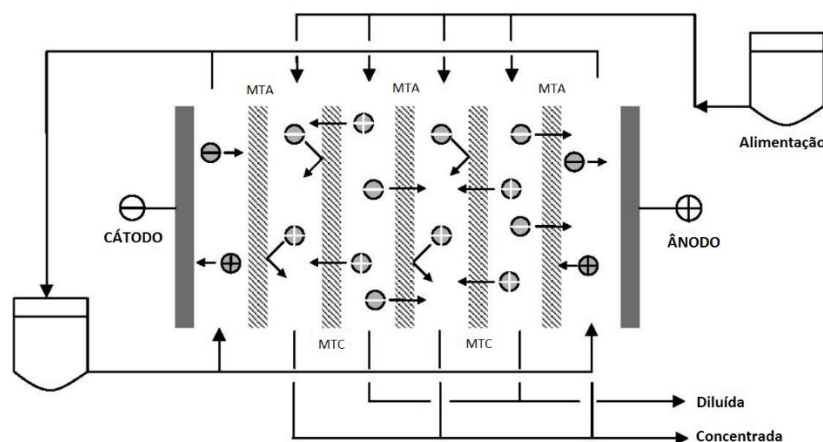 MTA
MTA
MTA
Alimentação
CÁTODO
ÂNODO
MTC
MTC
Diluída
Concentrada